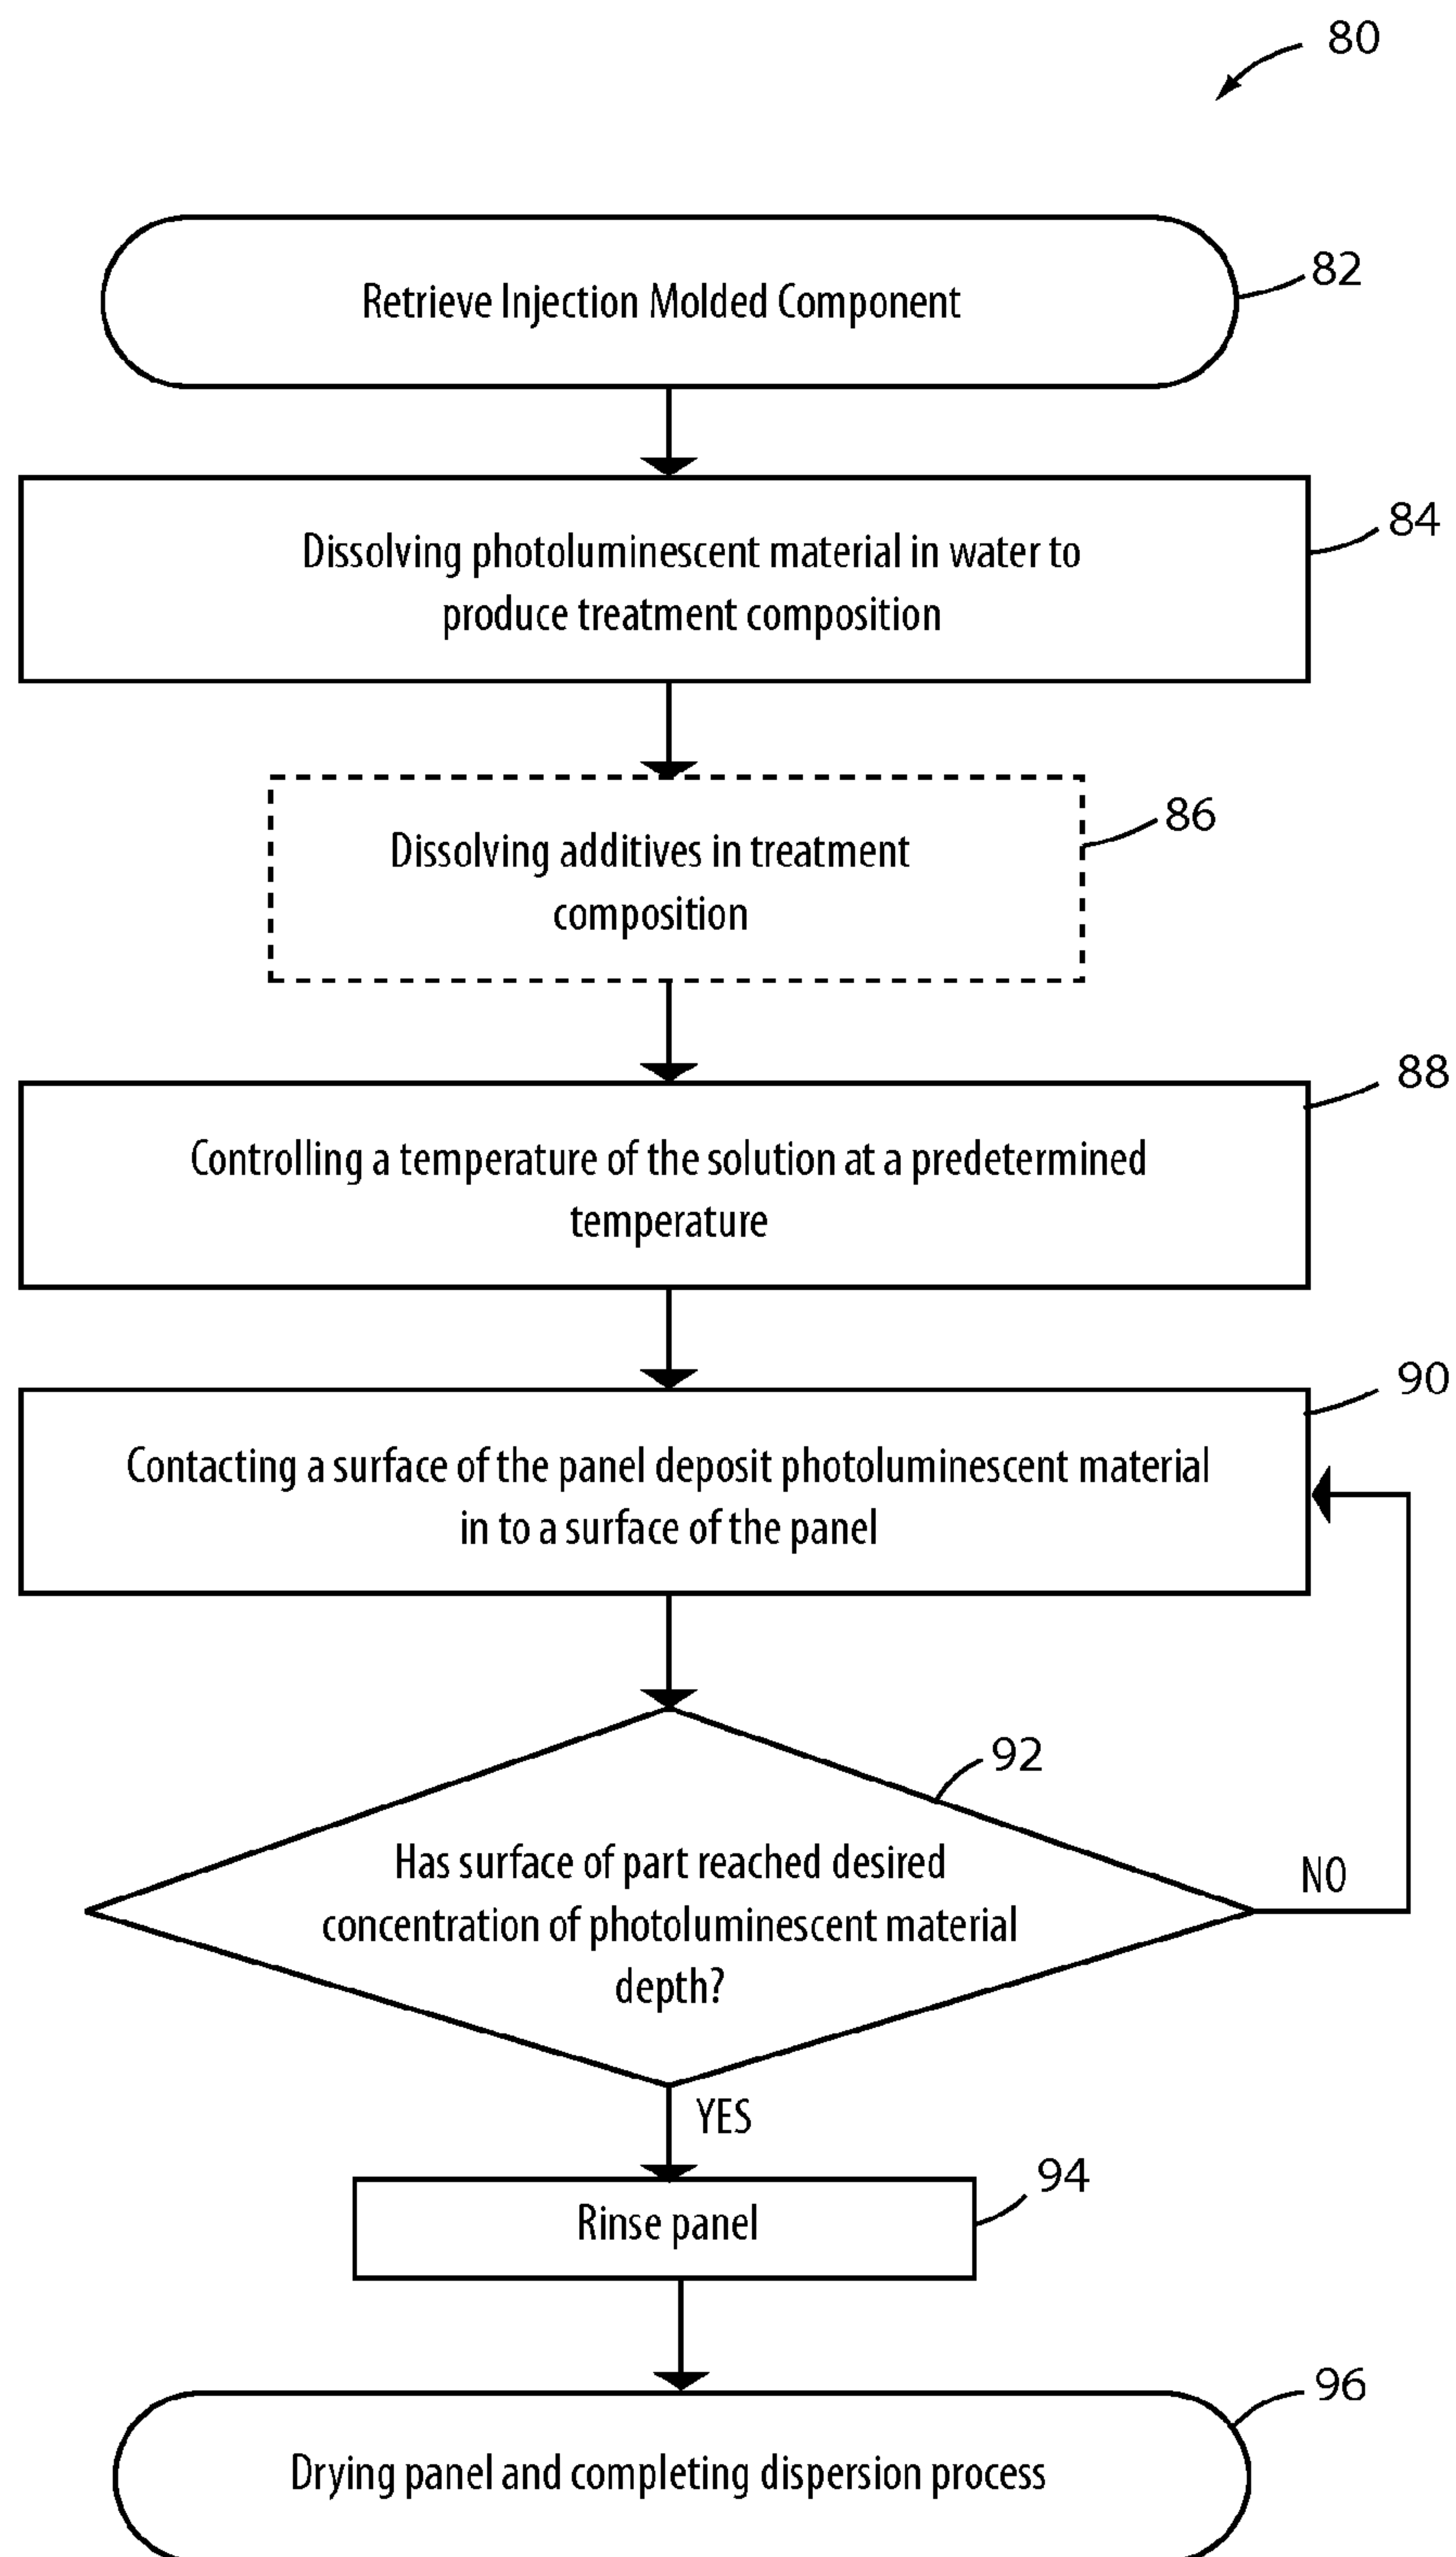 80
Retrieve Injection Molded Component
82
Dissolving photoluminescent material in water to
produce treatment composition
84
Dissolving additives in treatment
composition
86
Controlling a temperature of the solution at a predetermined
temperature
88
Contacting a surface of the panel deposit photoluminescent material
in to a surface of the panel
90
Has surface of part reached desired
concentration of photoluminescent material
depth?
92
NO
YES
Rinse panel
94
Drying panel and completing dispersion process
96